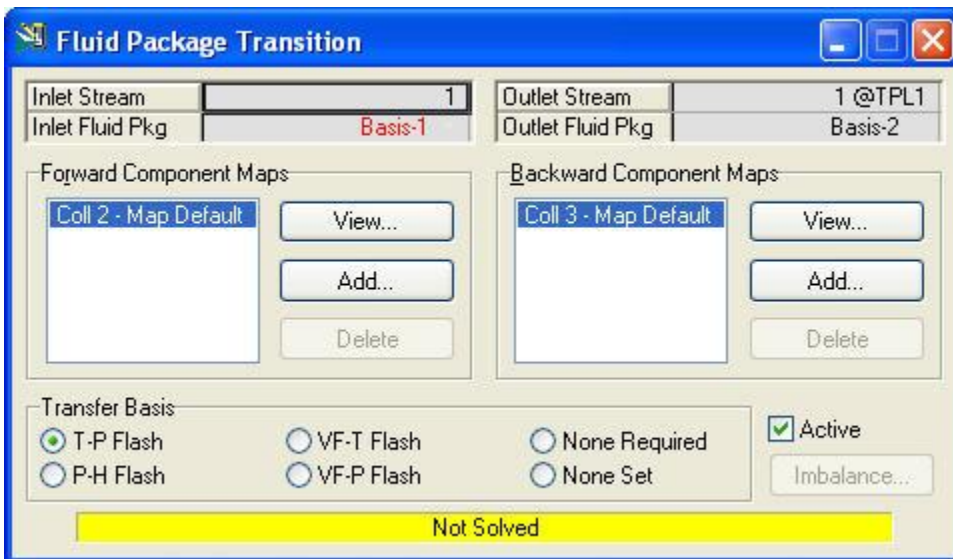 Fluid Package Transition
Inlet Stream 1 Outlet Stream 1 @TPL1
Inlet Fluid Pkg Basis-1 Outlet Fluid Pkg Basis-2
Forward Component Maps Backward Component Maps
Coll 2 - Map Default View... Coll 3 - Map Default View...
Add... Add...
Delete Delete
Transfer Basis
T-P Flash VF-T Flash None Required Active
P-H Flash VF-P Flash None Set Imbalance...
Not Solved